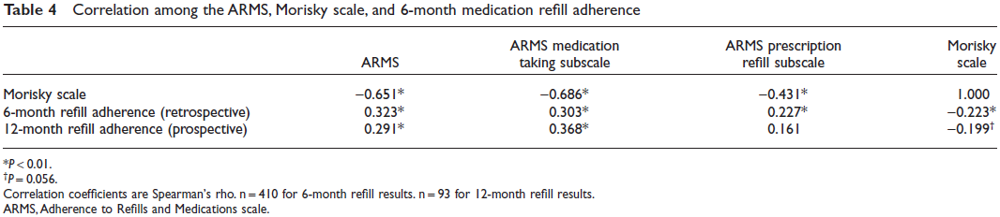 Table 4 Correlation among the ARMS, Morisky scale, and 6-month medication refill adherence
ARMS medication ARMS prescription Morisky
ARMS taking subscale refill subscale scale
Morisky scale −0.651* −0.686* −0.431* 1.000
6-month refill adherence (retrospective) 0.323* 0.303* 0.227* −0.223*
12-month refill adherence (prospective) 0.291* 0.368* 0.161 −0.199†
*P < 0.01.
†P = 0.056.
Correlation coefficients are Spearman's rho. n = 410 for 6-month refill results. n = 93 for 12-month refill results.
ARMS, Adherence to Refills and Medications scale.